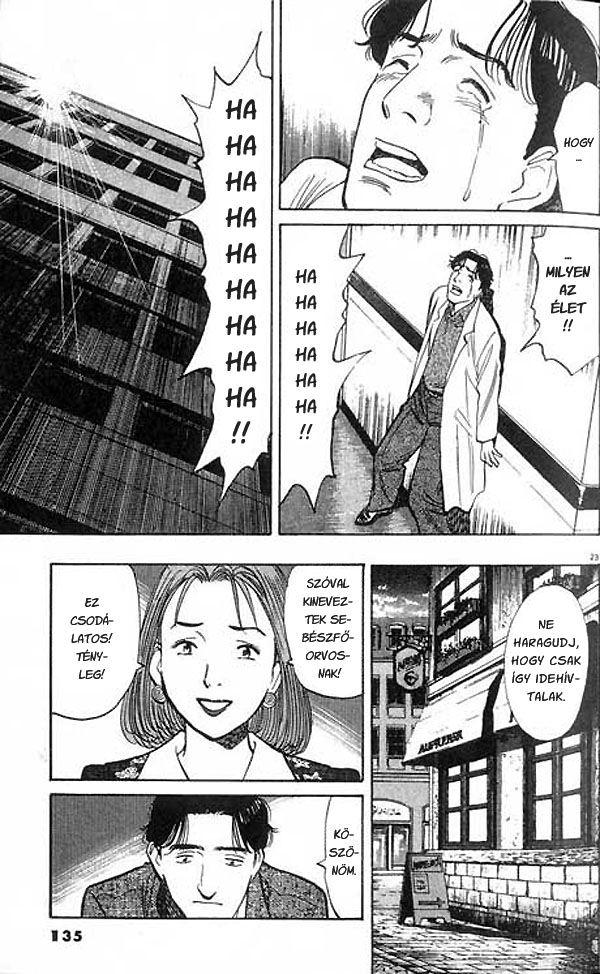 HOGY
...
...
MILYEN
AZ
ÉLET
!!
HA
HA
HA
HA
HA
HA
!!
HA
HA
HA
HA
HA
HA
HA
HA
HA
!!
23
NE
HARAGUDJ,
HOGY CSAK
ÍGY IDEHÍV-
TALAK.
SZÓVAL
KINEVEZ-
TEK SE-
BÉSZFŐ-
ORVOS-
NAK!
EZ
CSODÁ-
LATOS!
TÉNY-
LEG!
KÖ-
SZÖ-
NÖM.
135